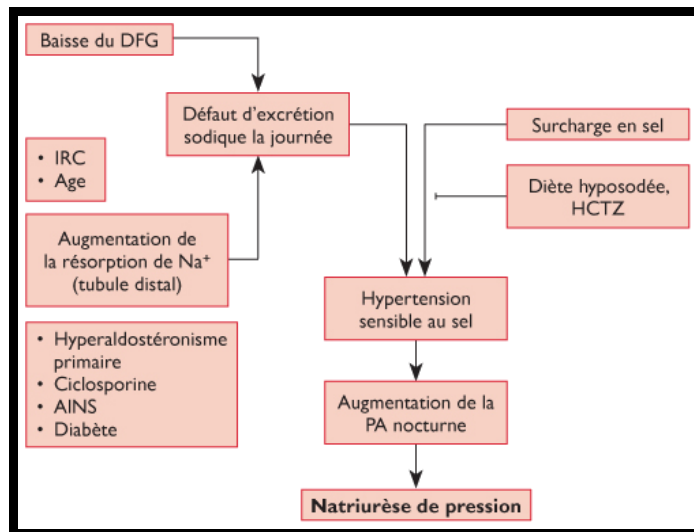 Baisse du DFG
Défaut d'excrétion
sodique la journée
Surcharge en sel
• IRC
• Age
Diète hyposodée,
HCTZ
Augmentation de
la résorption de Na⁺
(tubule distal)
Hypertension
sensible au sel
• Hyperaldostéronisme
primaire
• Ciclosporine
• AINS
• Diabète
Augmentation de la
PA nocturne
Natriurèse de pression